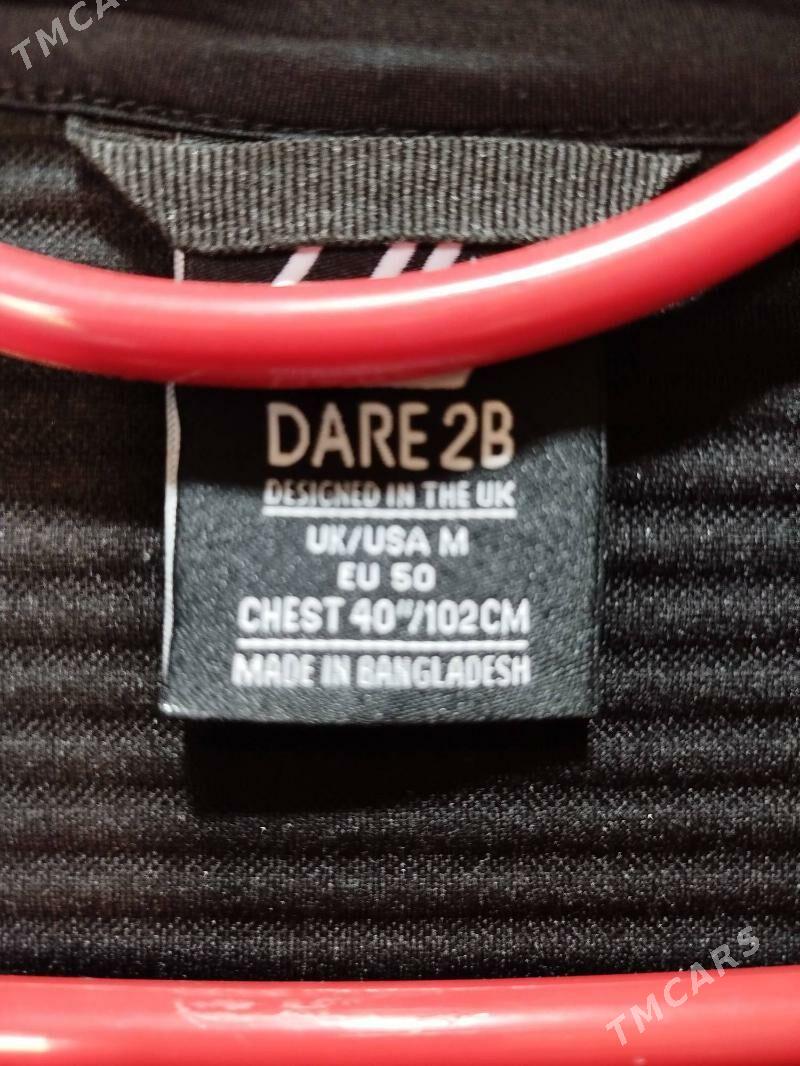 TMCARS
DARE 2B
DESIGNED IN THE UK
UK/USA M
EU 50
CHEST 40"/102CM
MADE IN BANGLADESH
TMCARS